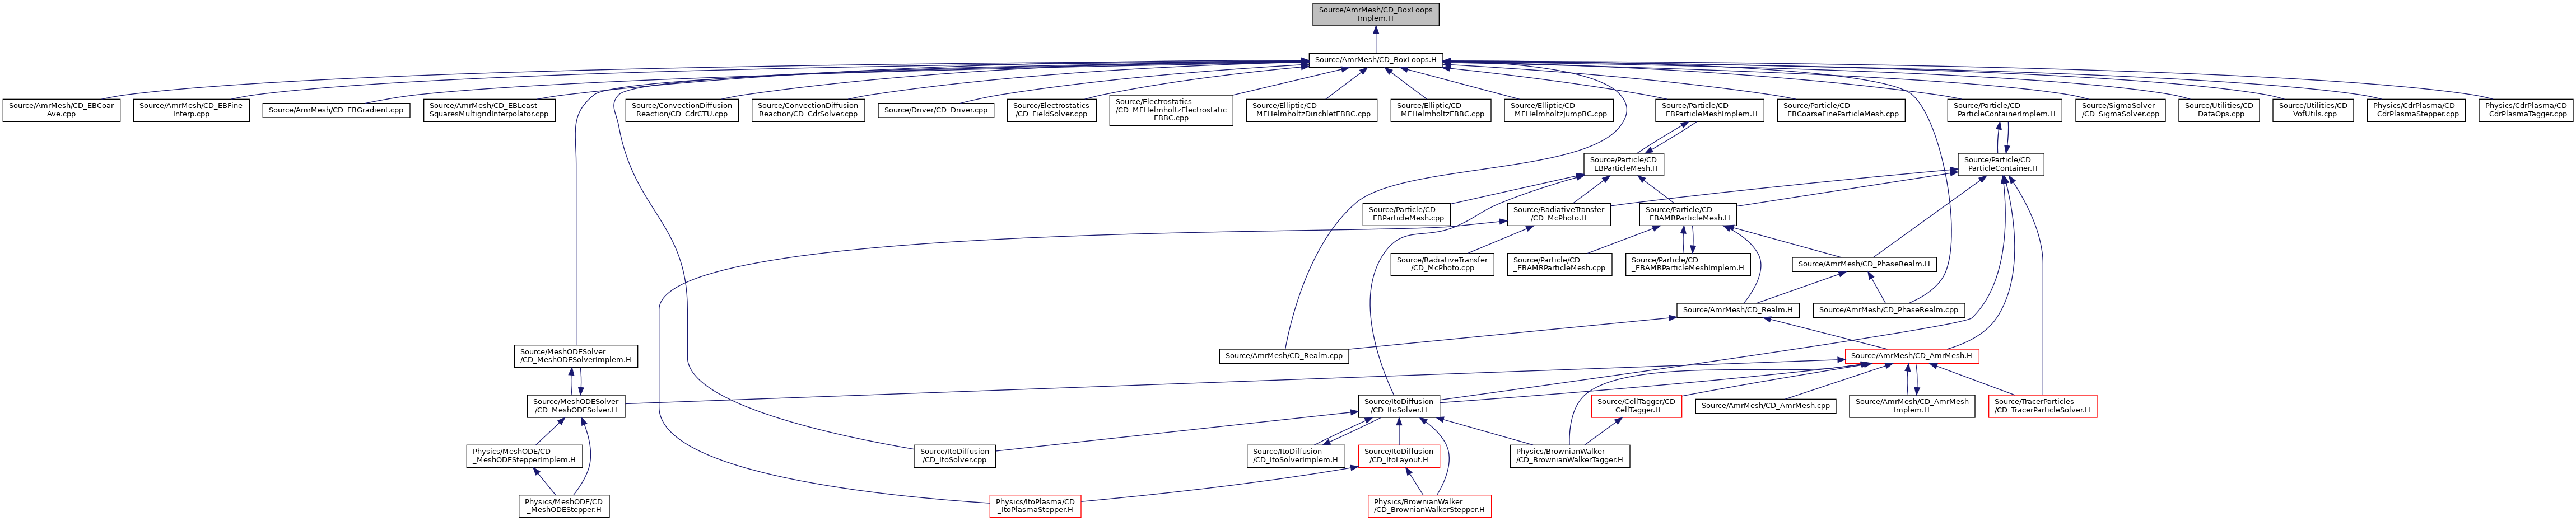 Source/AmrMesh/CD_BoxLoops
Implem.H
Source/AmrMesh/CD_BoxLoops.H
Source/AmrMesh/CD_EBCoar
Ave.cpp
Source/AmrMesh/CD_EBFine
Interp.cpp
Source/AmrMesh/CD_EBGradient.cpp
Source/AmrMesh/CD_EBLeast
SquaresMultigridInterpolator.cpp
Source/ConvectionDiffusion
Reaction/CD_CdrCTU.cpp
Source/ConvectionDiffusion
Reaction/CD_CdrSolver.cpp
Source/Driver/CD_Driver.cpp
Source/Electrostatics
/CD_FieldSolver.cpp
Source/Electrostatics
/CD_MFHelmholtzElectrostatic
EBBC.cpp
Source/Elliptic/CD
_MFHelmholtzDirichletEBBC.cpp
Source/Elliptic/CD
_MFHelmholtzEBBC.cpp
Source/Elliptic/CD
_MFHelmholtzJumpBC.cpp
Source/Particle/CD
_EBParticleMeshImplem.H
Source/Particle/CD
_EBCoarseFineParticleMesh.cpp
Source/Particle/CD
_ParticleContainerImplem.H
Source/SigmaSolver
/CD_SigmaSolver.cpp
Source/Utilities/CD
_DataOps.cpp
Source/Utilities/CD
_VofUtils.cpp
Physics/CdrPlasma/CD
_CdrPlasmaStepper.cpp
Physics/CdrPlasma/CD
_CdrPlasmaTagger.cpp
Source/Particle/CD
_EBParticleMesh.H
Source/Particle/CD
_ParticleContainer.H
Source/Particle/CD
_EBParticleMesh.cpp
Source/RadiativeTransfer
/CD_McPhoto.H
Source/Particle/CD
_EBAMRParticleMesh.H
Source/RadiativeTransfer
/CD_McPhoto.cpp
Source/Particle/CD
_EBAMRParticleMesh.cpp
Source/Particle/CD
_EBAMRParticleMeshImplem.H
Source/AmrMesh/CD_PhaseRealm.H
Source/AmrMesh/CD_Realm.H
Source/AmrMesh/CD_PhaseRealm.cpp
Source/MeshODESolver
/CD_MeshODESolverImplem.H
Source/AmrMesh/CD_Realm.cpp
Source/AmrMesh/CD_AmrMesh.H
Source/MeshODESolver
/CD_MeshODESolver.H
Source/ItoDiffusion
/CD_ItoSolver.H
Source/CellTagger/CD
_CellTagger.H
Source/AmrMesh/CD_AmrMesh.cpp
Source/AmrMesh/CD_AmrMesh
Implem.H
Source/TracerParticles
/CD_TracerParticleSolver.H
Physics/MeshODE/CD
_MeshODEStepperImplem.H
Source/ItoDiffusion
/CD_ItoSolver.cpp
Source/ItoDiffusion
/CD_ItoSolverImplem.H
Source/ItoDiffusion
/CD_ItoLayout.H
Physics/BrownianWalker
/CD_BrownianWalkerTagger.H
Physics/MeshODE/CD
_MeshODEStepper.H
Physics/ItoPlasma/CD
_ItoPlasmaStepper.H
Physics/BrownianWalker
/CD_BrownianWalkerStepper.H